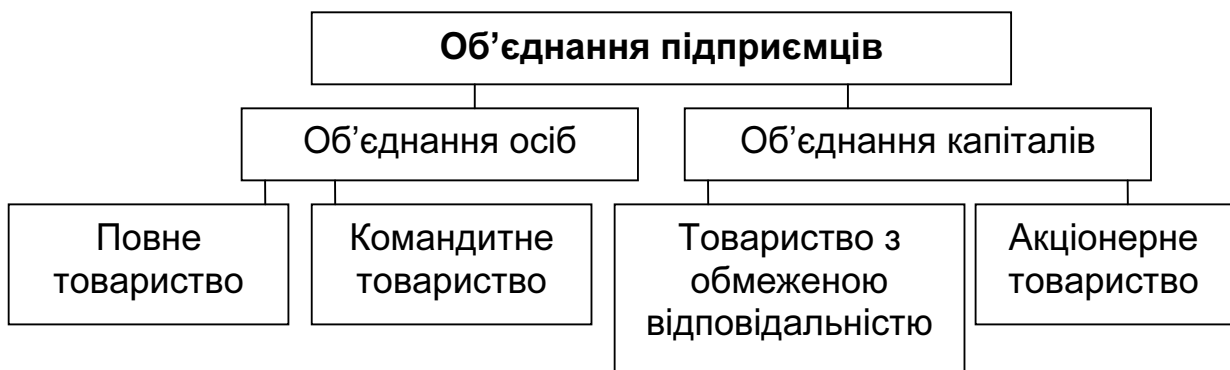 Об’єднання підприємців
Об’єднання осіб
Об’єднання капіталів
Повне
товариство
Командитне
товариство
Товариство з
обмеженою
відповідальністю
Акціонерне
товариство